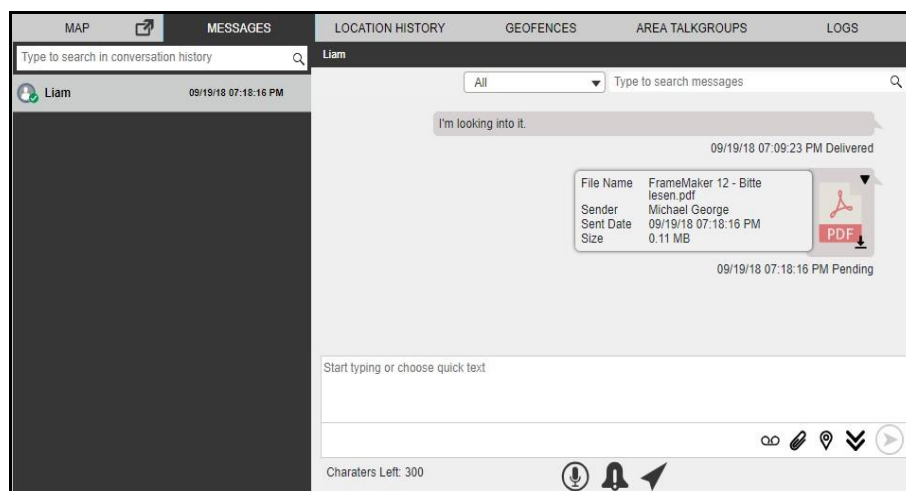 MAP MESSAGES LOCATION HISTORY GEOFENCES AREA TALKGROUPS LOGS
Type to search in conversation history
Liam
Liam 09/19/18 07:18:16 PM
All Type to search messages
I'm looking into it.
09/19/18 07:09:23 PM Delivered
File Name FrameMaker 12 - Bitte
lesen.pdf
Sender Michael George
Sent Date 09/19/18 07:18:16 PM
Size 0.11 MB
PDF
09/19/18 07:18:16 PM Pending
Start typing or choose quick text
Charaters Left: 300